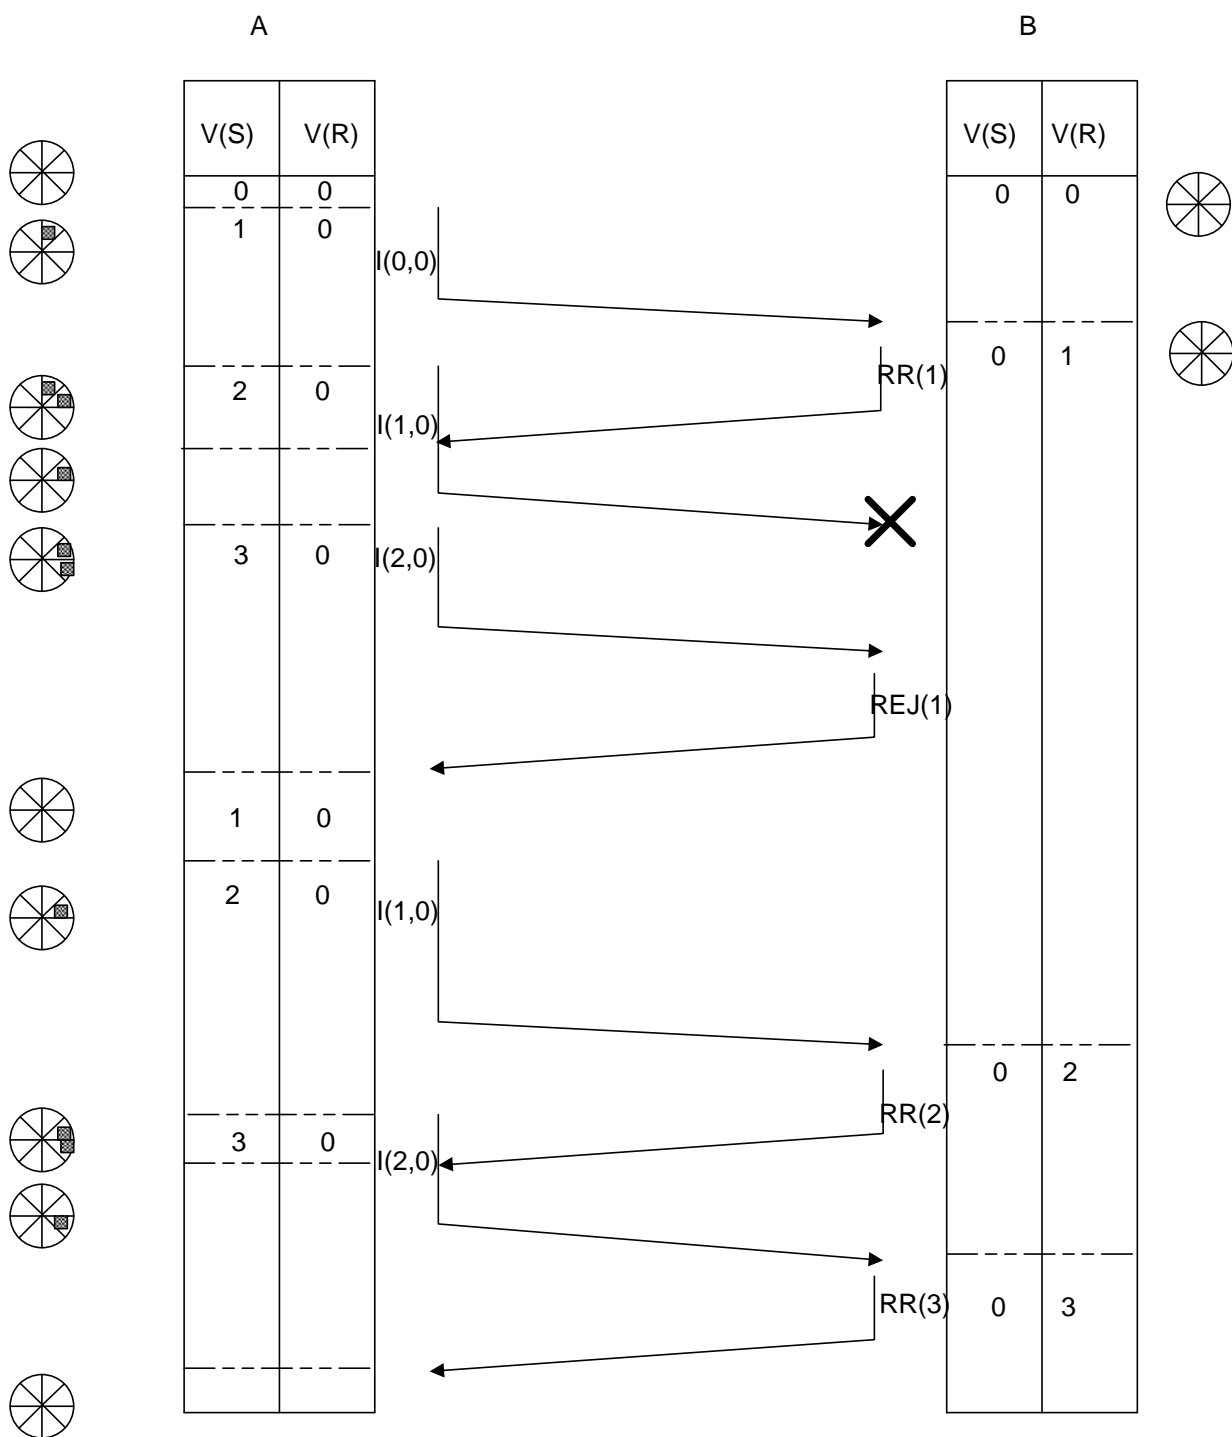 A B
V(S) V(R) V(S) V(R)
0 0 0 0
1 0
I(0,0)
0 1
RR(1)
2 0
I(1,0)
3 0 I(2,0)
REJ(1)
1 0
2 0
I(1,0)
0 2
RR(2)
3 0
I(2,0)
RR(3) 0 3